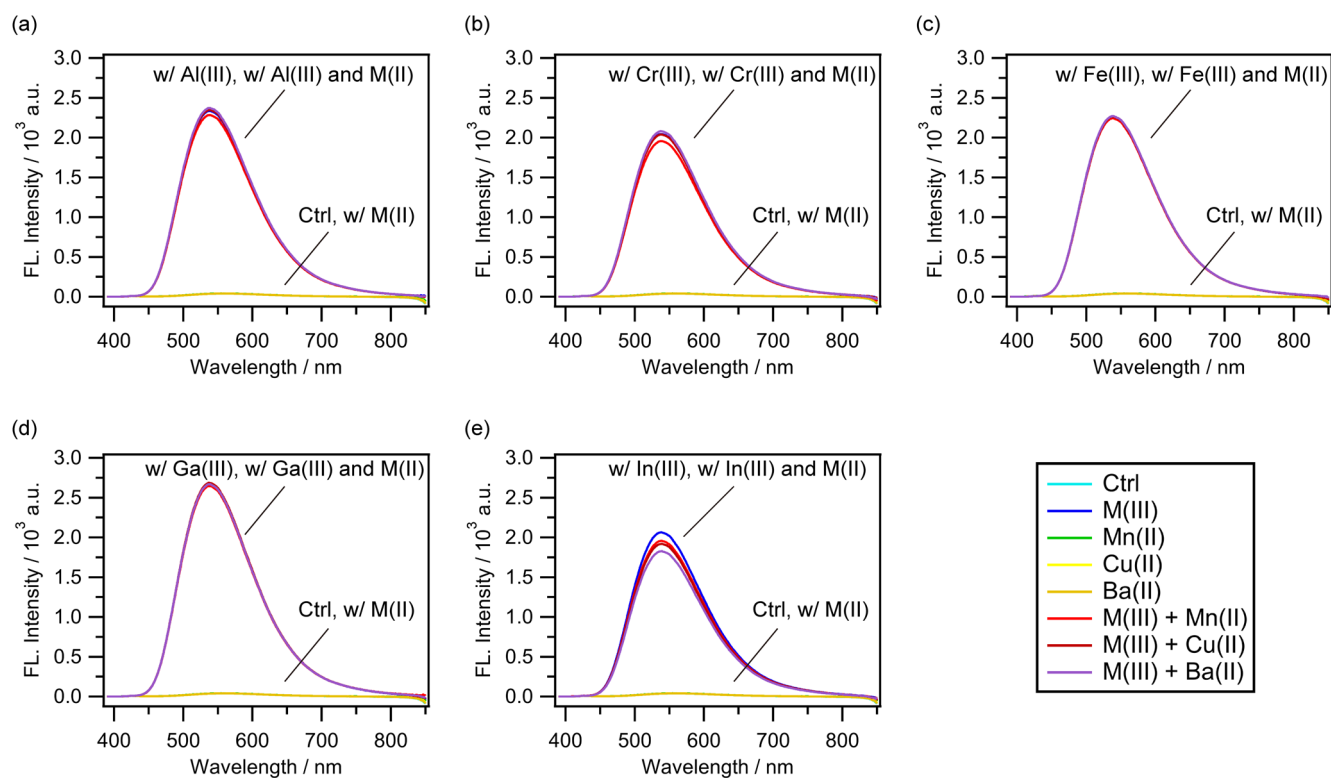 (a)
3.0
2.5
2.0
1.5
1.0
0.5
0.0
FL. Intensity / 10³ a.u.
w/ Al(III), w/ Al(III) and M(II)
Ctrl, w/ M(II)
400 500 600 700 800
Wavelength / nm
(b)
3.0
2.5
2.0
1.5
1.0
0.5
0.0
FL. Intensity / 10³ a.u.
w/ Cr(III), w/ Cr(III) and M(II)
Ctrl, w/ M(II)
400 500 600 700 800
Wavelength / nm
(c)
3.0
2.5
2.0
1.5
1.0
0.5
0.0
FL. Intensity / 10³ a.u.
w/ Fe(III), w/ Fe(III) and M(II)
Ctrl, w/ M(II)
400 500 600 700 800
Wavelength / nm
(d)
3.0
2.5
2.0
1.5
1.0
0.5
0.0
FL. Intensity / 10³ a.u.
w/ Ga(III), w/ Ga(III) and M(II)
Ctrl, w/ M(II)
400 500 600 700 800
Wavelength / nm
(e)
3.0
2.5
2.0
1.5
1.0
0.5
0.0
FL. Intensity / 10³ a.u.
w/ In(III), w/ In(III) and M(II)
Ctrl, w/ M(II)
400 500 600 700 800
Wavelength / nm
Ctrl
M(III)
Mn(II)
Cu(II)
Ba(II)
M(III) + Mn(II)
M(III) + Cu(II)
M(III) + Ba(II)